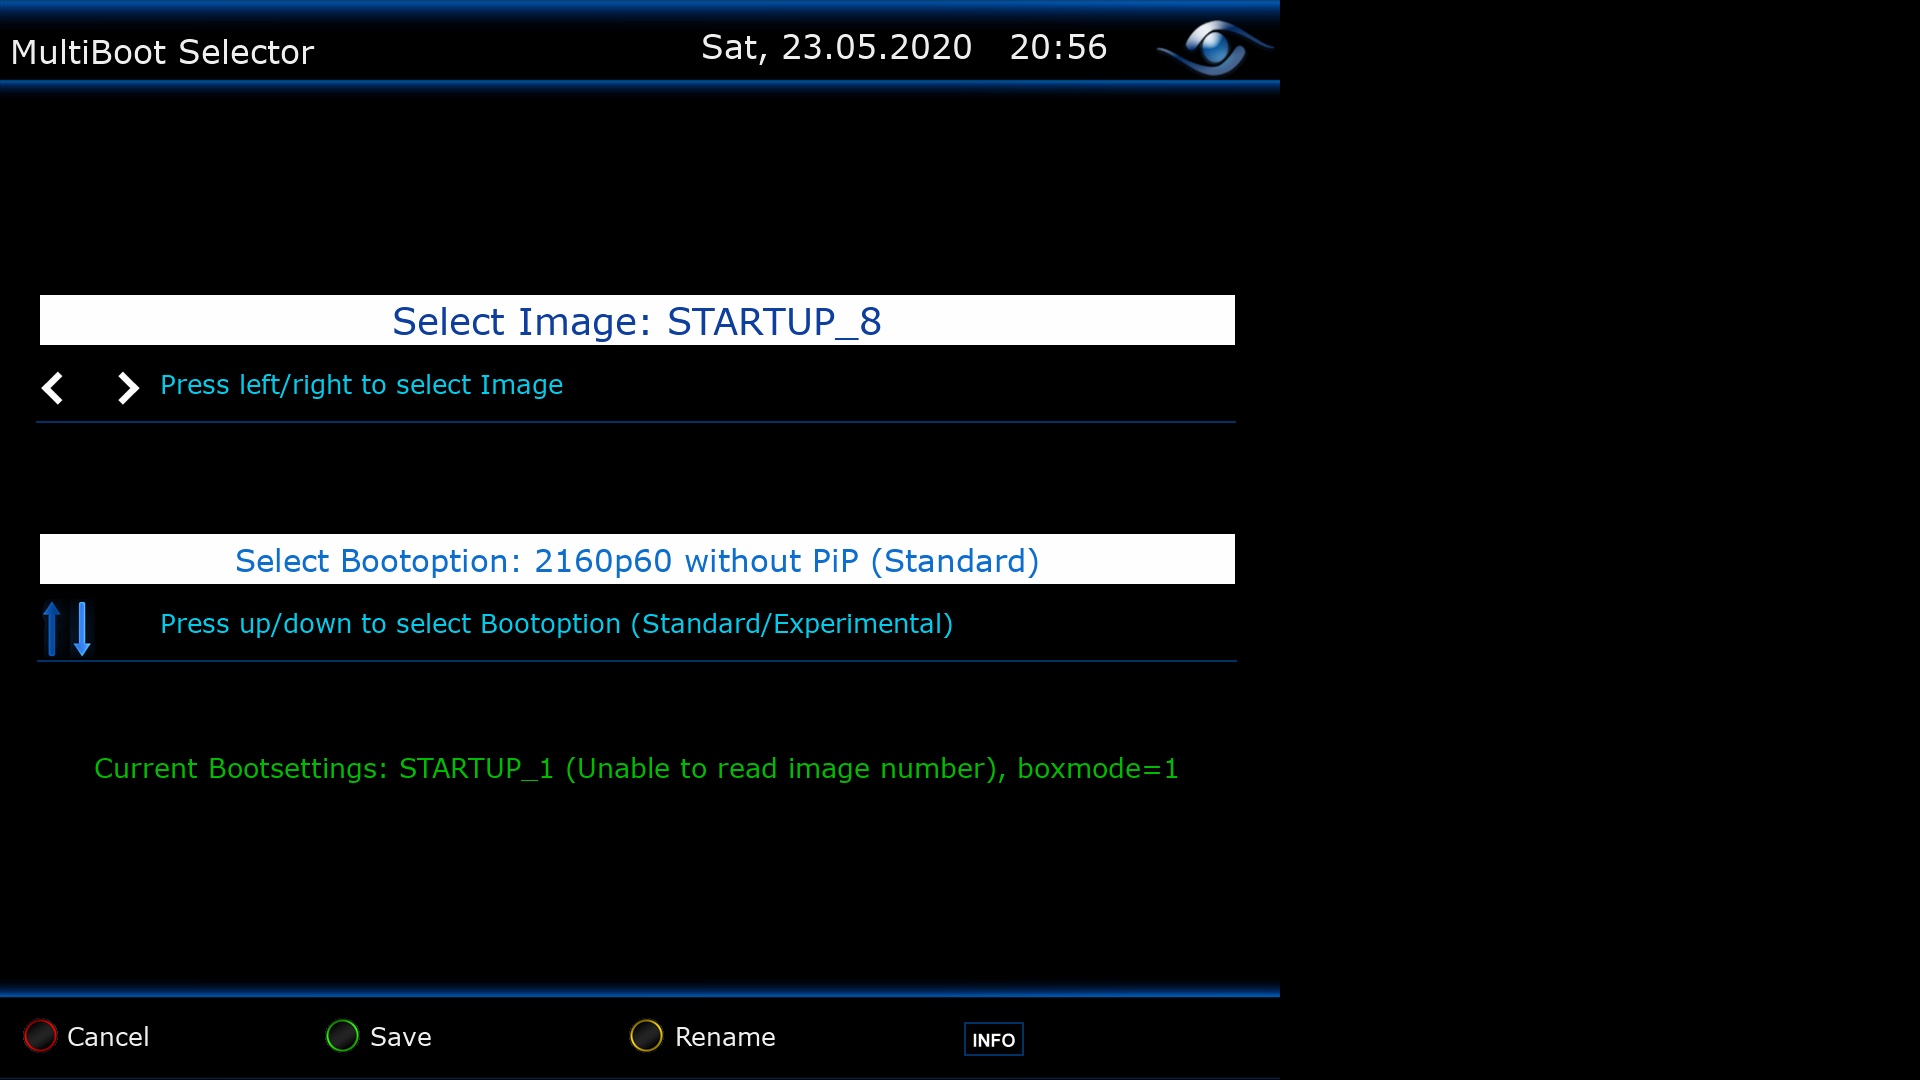 MultiBoot Selector
Sat, 23.05.2020 20:56
Select Image: STARTUP_8
Press left/right to select Image
Select Bootoption: 2160p60 without PiP (Standard)
Press up/down to select Bootoption (Standard/Experimental)
Current Bootsettings: STARTUP_1 (Unable to read image number), boxmode=1
Cancel
Save
Rename
INFO